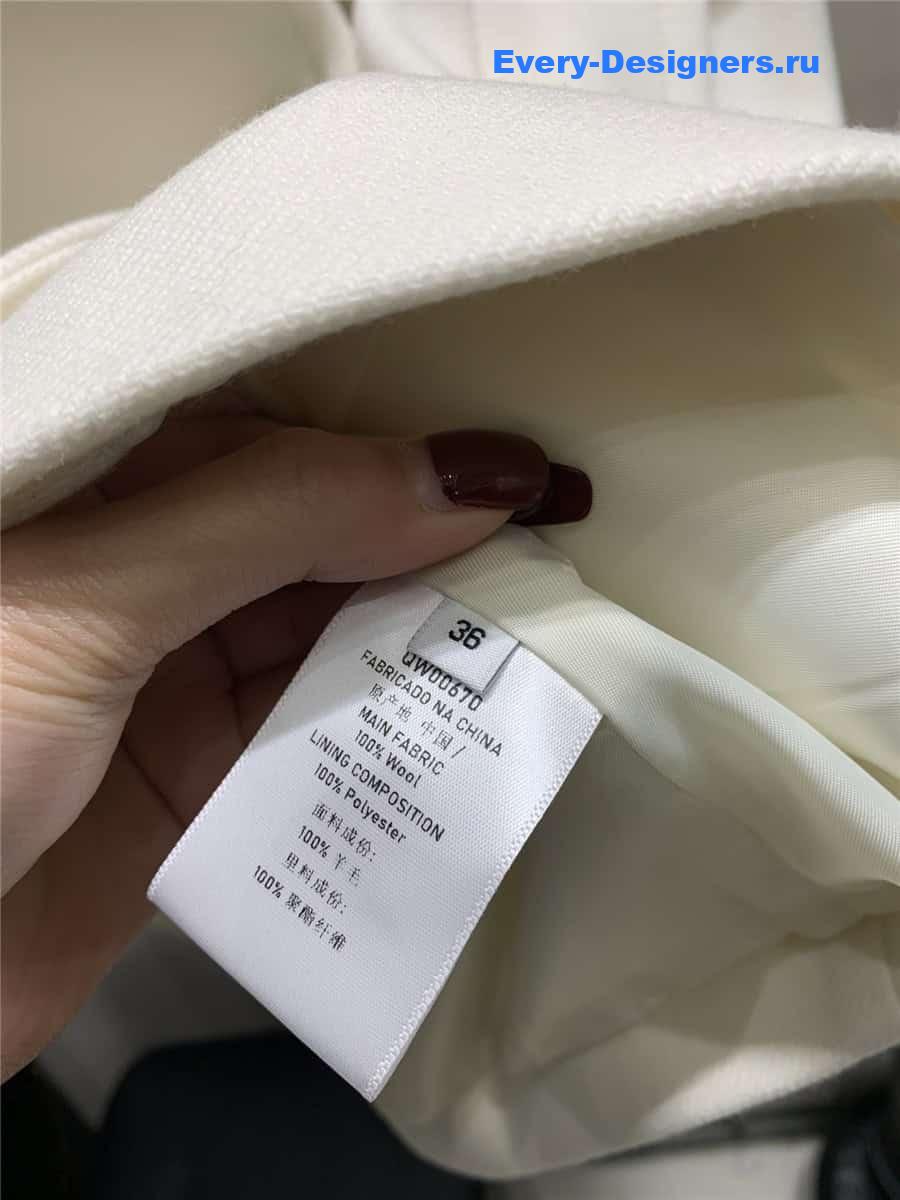 Every-Designers.ru
36
QW00670
FABRICADO NA CHINA
原产地 中国 /
MAIN FABRIC
100% Wool
LINING COMPOSITION
100% Polyester
面料成份:
100% 羊毛
里料成份:
100% 聚酯纤维